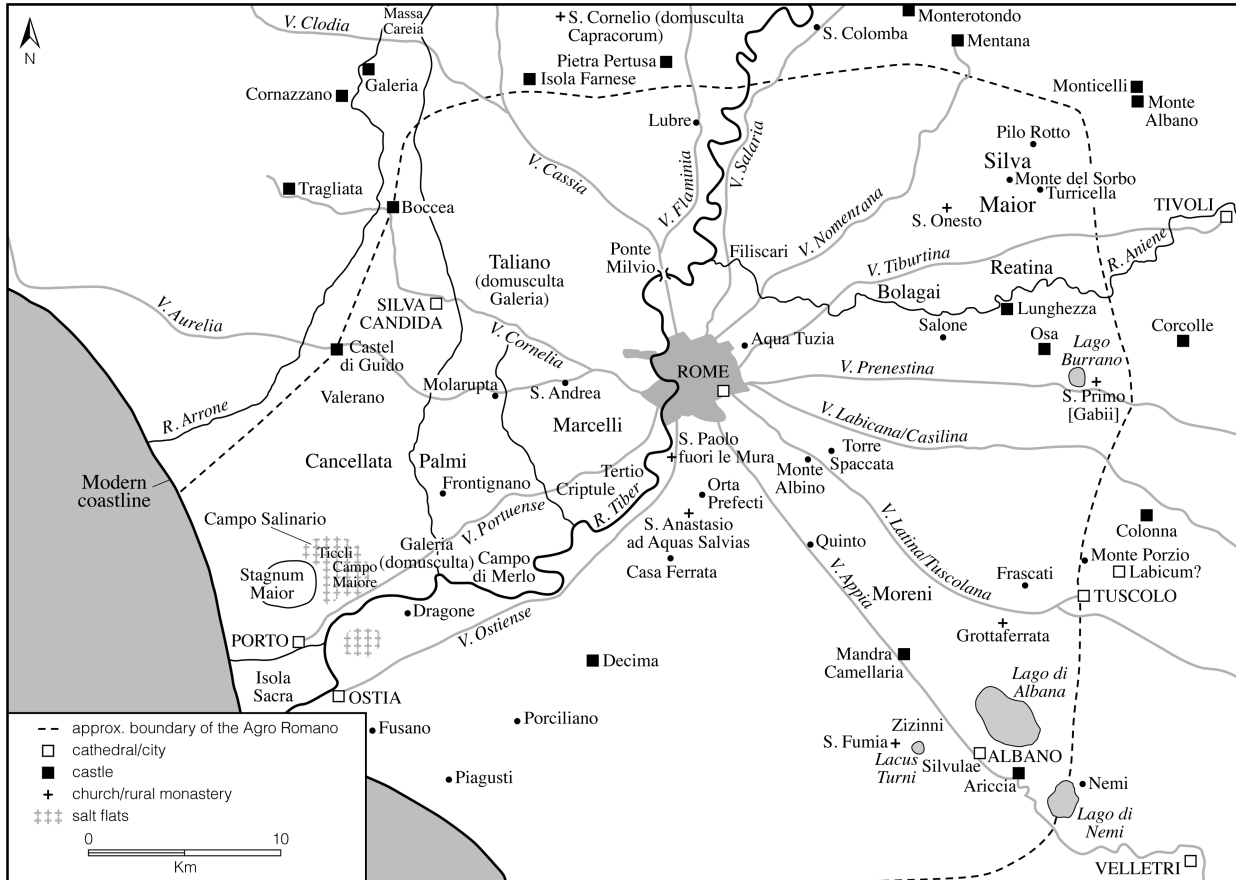 N
V. Clodia
Massa
Careia
S. Cornelio (domusculta
Capracorum)
S. Colomba
Monterotondo
Mentana
Galeria
Cornazzano
Pietra Pertusa
Isola Farnese
Monticelli
Monte
Albano
Lubre
Pilo Rotto
Silva
Maior
Monte del Sorbo
Turricella
V. Cassia
V. Flaminia
V. Salaria
Tragliata
Boccea
S. Onesto
TIVOLI
V. Nomentana
Ponte
Milvio
Filiscari
V. Tiburtina
R. Aniene
Taliano
(domusculta
Galeria)
Reatina
Bolagai
SILVA
CANDIDA
V. Aurelia
Lunghezza
Salone
Osa
Lago
Burrano
Corcolle
V. Cornelia
Aqua Tuzia
Castel
di Guido
ROME
V. Prenestina
Molarupta
S. Andrea
Valerano
S. Primo
[Gabii]
R. Arrone
Marcelli
V. Labicana/Casilina
S. Paolo
fuori le Mura
Torre
Spaccata
Monte
Albino
Cancellata
Palmi
Modern
coastline
Frontignano
Tertio
Criptule
R. Tiber
Orta
Prefecti
V. Portuense
S. Anastasio
ad Aquas Salvias
Campo Salinario
Colonna
V. Latina/Tuscolana
Ticcli
Campo
Maiore
Galeria
(domusculta)
Campo
di Merlo
Casa Ferrata
Quinto
Monte Porzio
Labicum?
Stagnum
Maior
V. Appia
Moreni
Frascati
TUSCOLO
Dragone
V. Ostiense
Grottaferrata
PORTO
Decima
Mandra
Camellaria
Isola
Sacra
OSTIA
Lago di
Albana
Zizinni
Porciliano
Fusano
S. Fumia
Lacus
Turni
Silvulae
ALBANO
Ariccia
Piagusti
Nemi
Lago di
Nemi
VELLETRI
approx. boundary of the Agro Romano
cathedral/city
castle
church/rural monastery
salt flats
0 10
Km